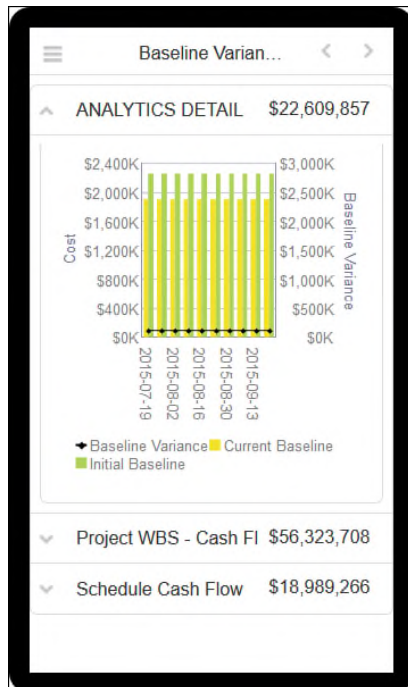 Baseline Varian...
ANALYTICS DETAIL $22,609,857
$2,400K
$2,000K
$1,600K
$1,200K
$800K
$400K
$0K
Cost
$3,000K
$2,500K
$2,000K
$1,500K
$1,000K
$500K
$0K
Baseline Variance
2015-07-19
2015-08-02
2015-08-16
2015-08-30
2015-09-13
Baseline Variance Current Baseline
Initial Baseline
Project WBS - Cash Fl $56,323,708
Schedule Cash Flow $18,989,266